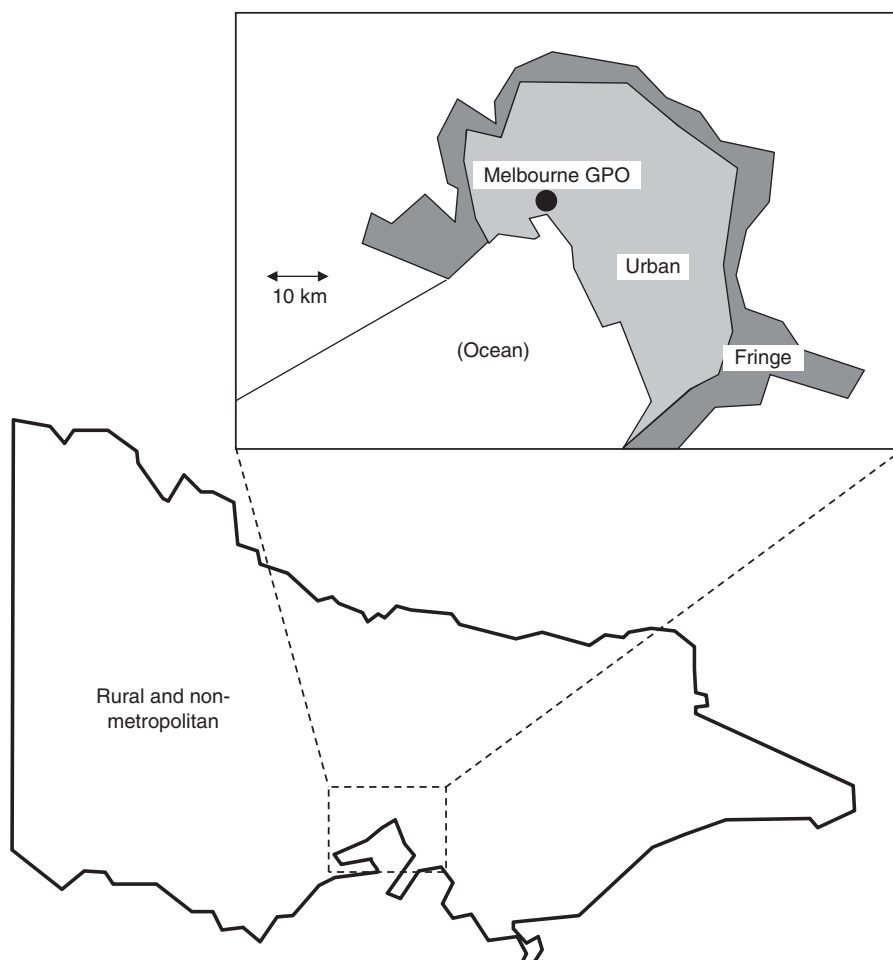 Melbourne GPO
Urban
10 km
(Ocean)
Fringe
Rural and non-
metropolitan